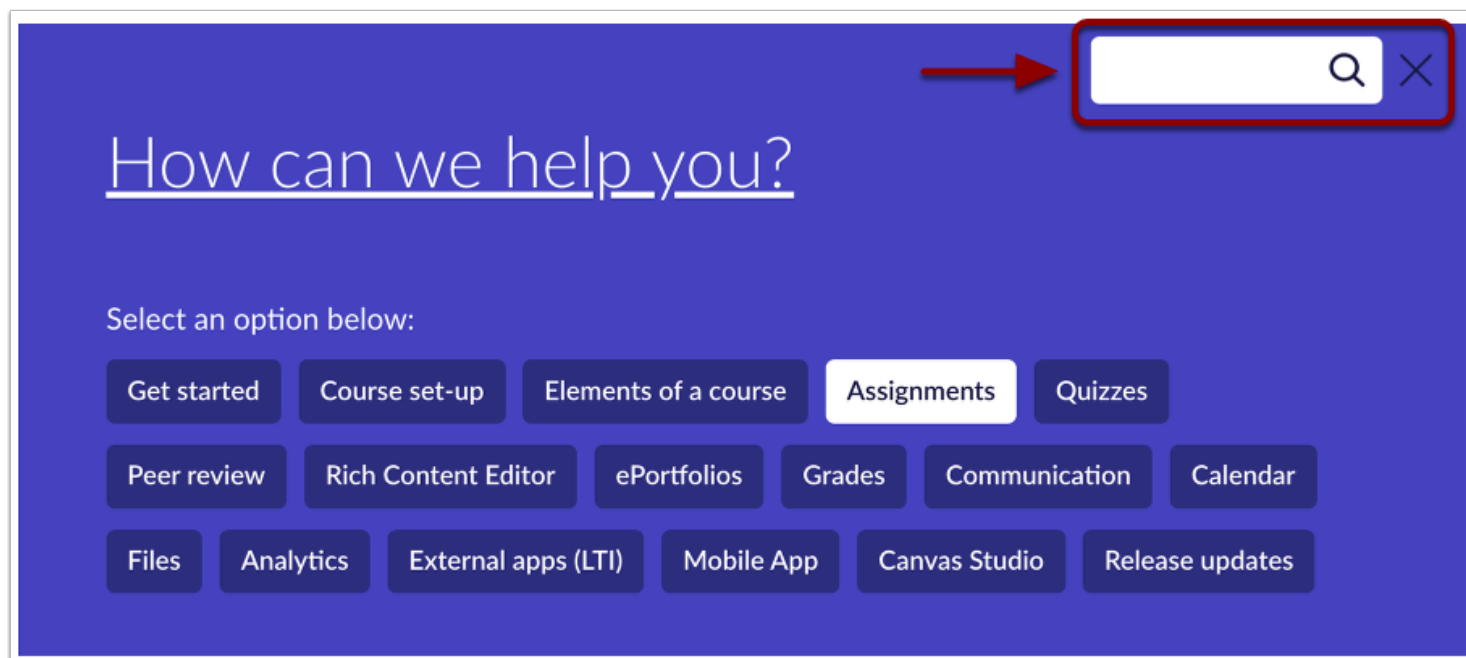 How can we help you?
Select an option below:
Get started Course set-up Elements of a course Assignments Quizzes
Peer review Rich Content Editor ePortfolios Grades Communication Calendar
Files Analytics External apps (LTI) Mobile App Canvas Studio Release updates